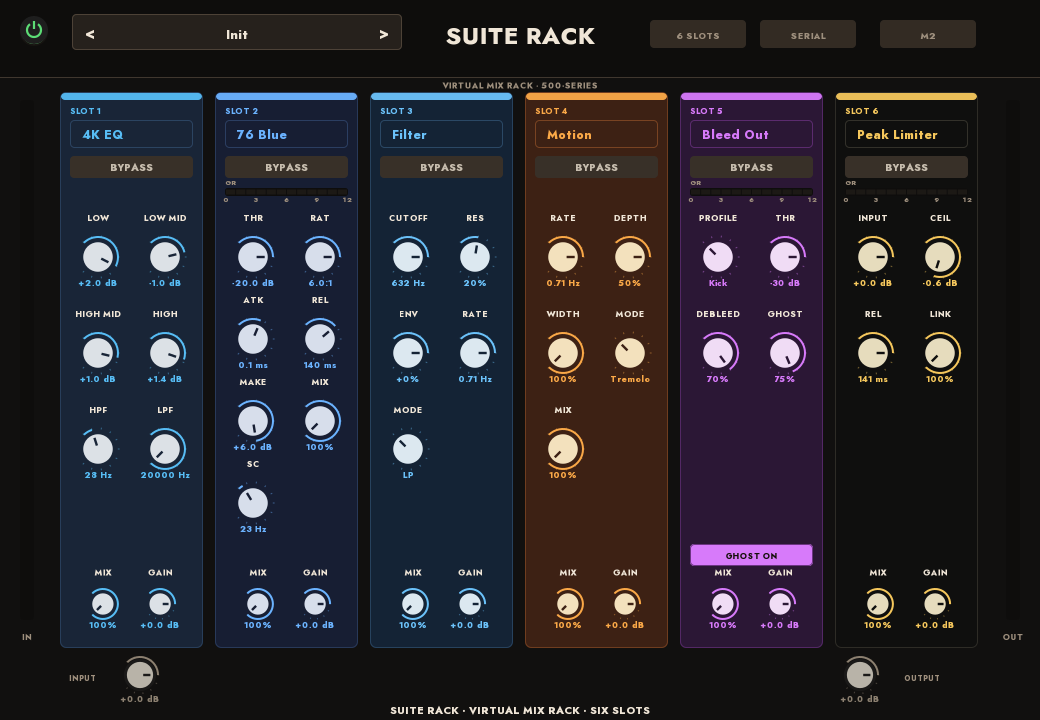 < Init > SUITE RACK 6 SLOTS SERIAL M2
VIRTUAL MIX RACK · 500-SERIES
SLOT 1
4K EQ
BYPASS
LOW LOW MID
+2.0 dB -1.0 dB
HIGH MID HIGH
+1.0 dB +1.4 dB
HPF LPF
28 Hz 20000 Hz
MIX GAIN
100% +0.0 dB
SLOT 2
76 Blue
BYPASS
GR
0 3 6 9 12
THR RAT
-20.0 dB 6.0:1
ATK REL
0.1 ms 140 ms
MAKE MIX
+6.0 dB 100%
SC
23 Hz
MIX GAIN
100% +0.0 dB
SLOT 3
Filter
BYPASS
CUTOFF RES
632 Hz 20%
ENV RATE
+0% 0.71 Hz
MODE
LP
MIX GAIN
100% +0.0 dB
SLOT 4
Motion
BYPASS
RATE DEPTH
0.71 Hz 50%
WIDTH MODE
100% Tremolo
MIX
100%
MIX GAIN
100% +0.0 dB
SLOT 5
Bleed Out
BYPASS
GR
0 3 6 9 12
PROFILE THR
Kick -30 dB
DEBLEED GHOST
70% 75%
GHOST ON
MIX GAIN
100% +0.0 dB
SLOT 6
Peak Limiter
BYPASS
GR
0 3 6 9 12
INPUT CEIL
+0.0 dB -0.6 dB
REL LINK
141 ms 100%
MIX GAIN
100% +0.0 dB
IN OUT
INPUT +0.0 dB
OUTPUT +0.0 dB
SUITE RACK · VIRTUAL MIX RACK · SIX SLOTS